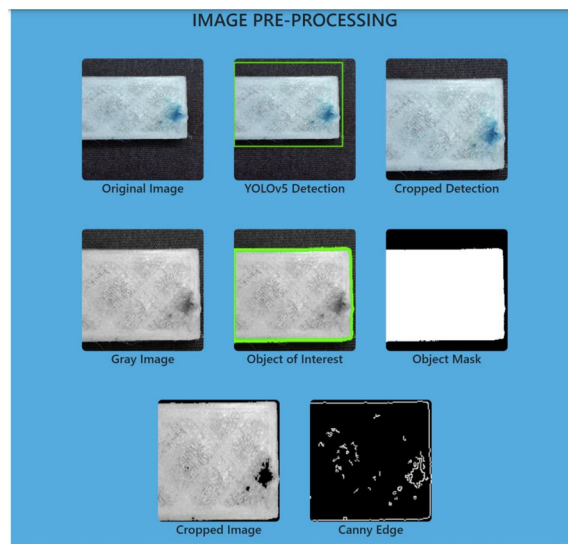 IMAGE PRE-PROCESSING
Original Image
YOLOv5 Detection
Cropped Detection
Gray Image
Object of Interest
Object Mask
Cropped Image
Canny Edge